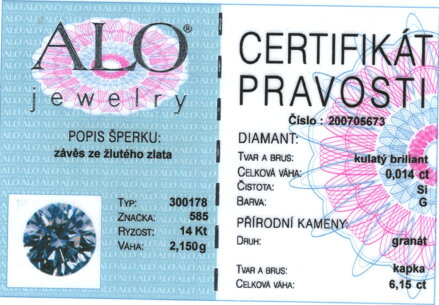 ALO®
jewelry
POPIS ŠPERKU:
závěs ze žlutého zlata
TYP: 300178
ZNAČKA: 585
RYZOST: 14 Kt
VÁHA: 2,150g
CERTIFIKÁT
PRAVOSTI
Číslo : 200705673
DIAMANT:
TVAR A BRUS: kulatý briliant
CELKOVÁ VÁHA: 0,014 ct
ČISTOTA: Si
BARVA: G
PŘÍRODNÍ KAMENY:
DRUH: granát
TVAR A BRUS: kapka
CELKOVÁ VÁHA: 6,15 ct